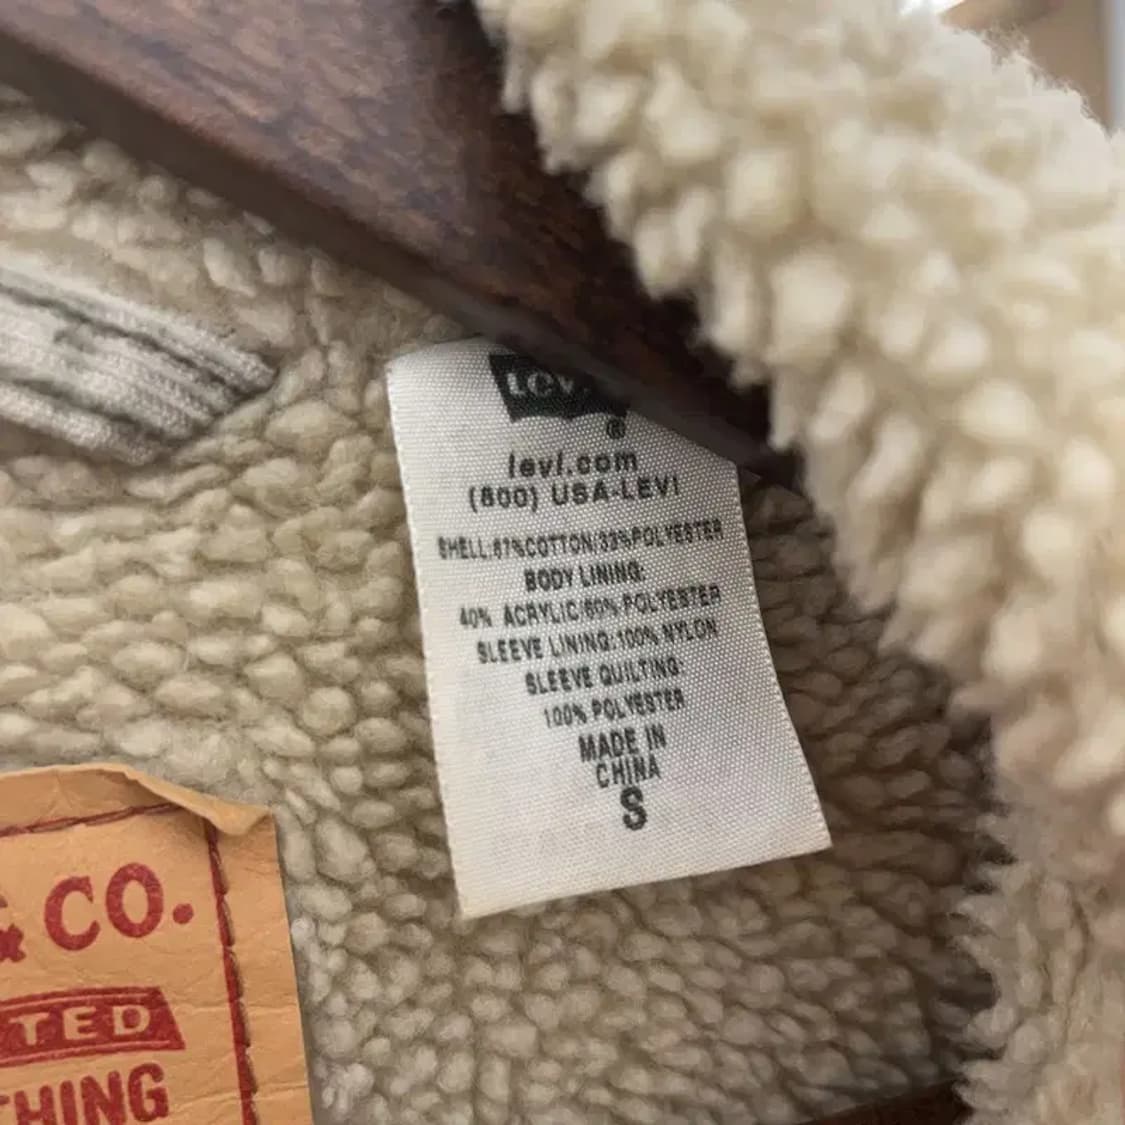 Lev
®
levi.com
(800) USA-LEVI
SHELL:67%COTTON/33%POLYESTER
BODY LINING:
40% ACRYLIC/60% POLYESTER
SLEEVE LINING:100% NYLON
SLEEVE QUILTING:
100% POLYESTER
MADE IN
CHINA
S
& CO.
TED
THING